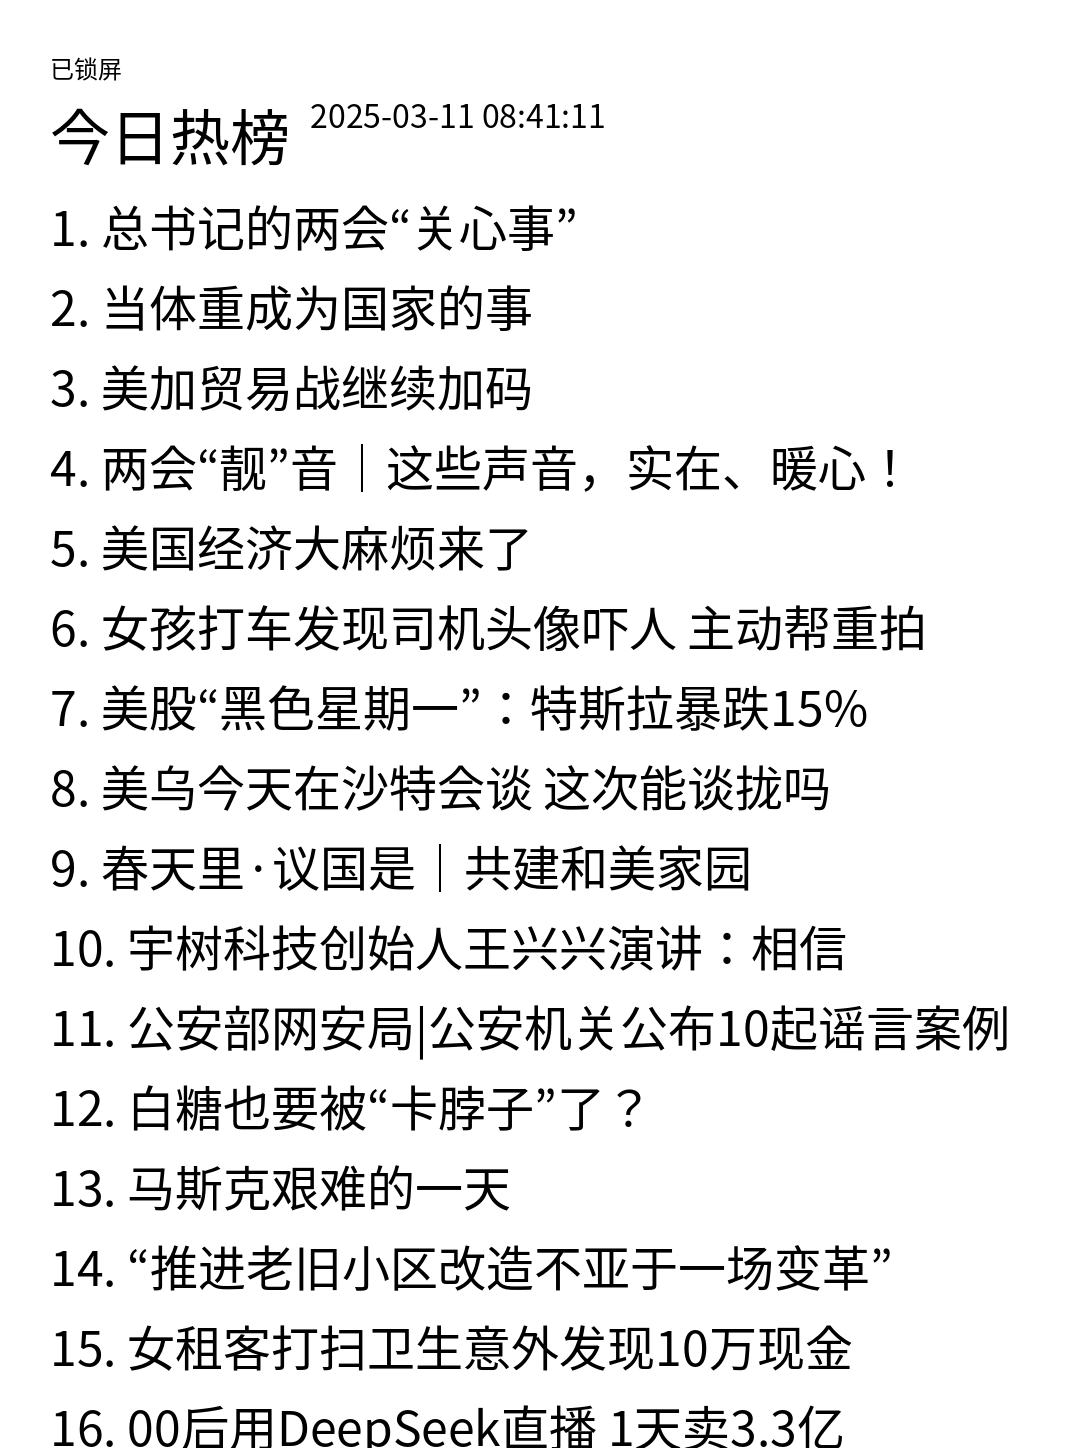 已锁屏
今日热榜 2025-03-11 08:41:11
1. 总书记的两会“关心事”
2. 当体重成为国家的事
3. 美加贸易战继续加码
4. 两会“靓”音｜这些声音，实在、暖心！
5. 美国经济大麻烦来了
6. 女孩打车发现司机头像吓人 主动帮重拍
7. 美股“黑色星期一”：特斯拉暴跌15%
8. 美乌今天在沙特会谈 这次能谈拢吗
9. 春天里·议国是｜共建和美家园
10. 宇树科技创始人王兴兴演讲：相信
11. 公安部网安局|公安机关公布10起谣言案例
12. 白糖也要被“卡脖子”了？
13. 马斯克艰难的一天
14. “推进老旧小区改造不亚于一场变革”
15. 女租客打扫卫生意外发现10万现金
16. 00后用DeepSeek直播 1天卖3.3亿